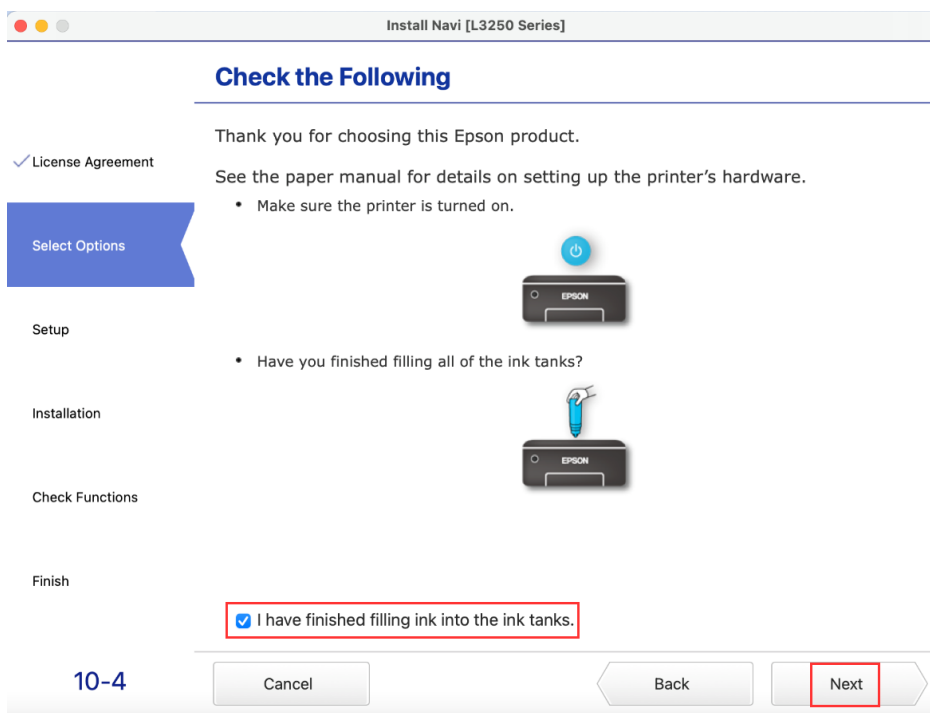 Install Navi [L3250 Series]
Check the Following
Thank you for choosing this Epson product.
See the paper manual for details on setting up the printer's hardware.
• Make sure the printer is turned on.
EPSON
• Have you finished filling all of the ink tanks?
EPSON
I have finished filling ink into the ink tanks.
License Agreement
Select Options
Setup
Installation
Check Functions
Finish
10-4
Cancel
Back
Next